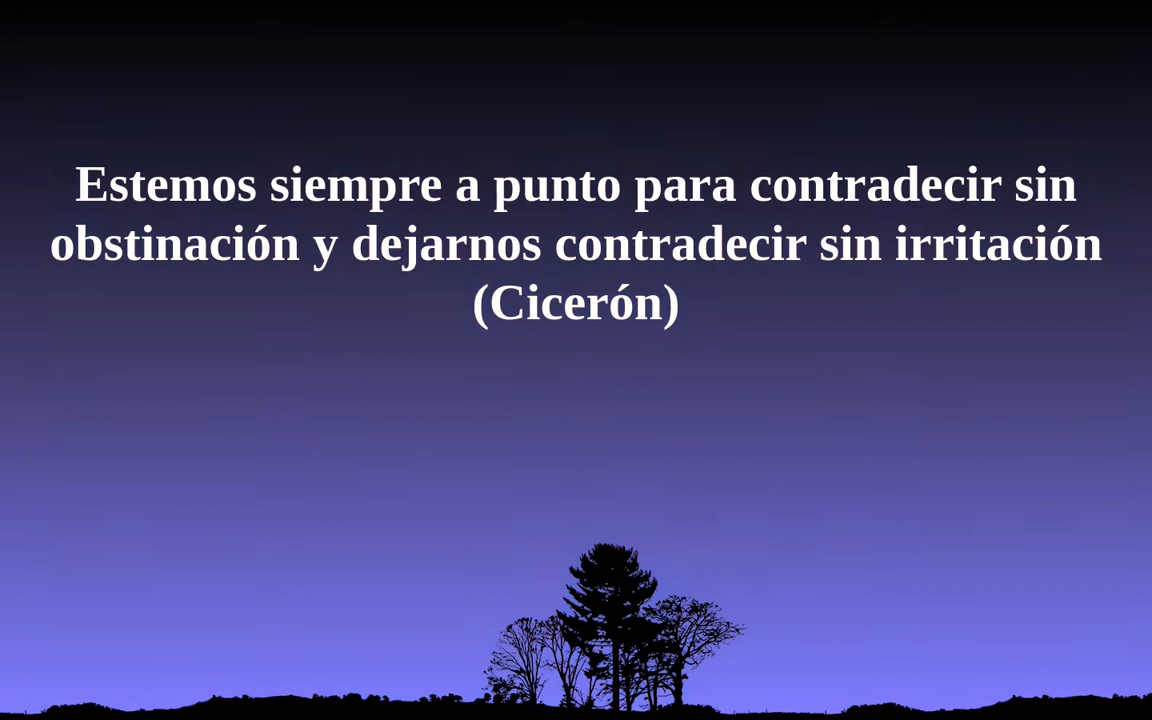 Estemos siempre a punto para contradecir sin
obstinación y dejarnos contradecir sin irritación
(Cicerón)